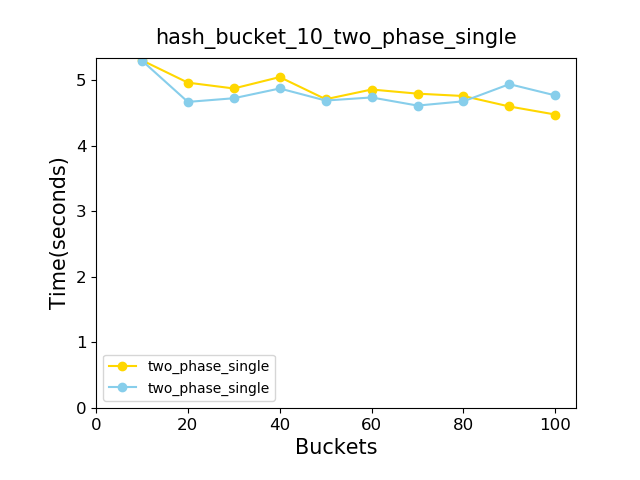 hash_bucket_10_two_phase_single
Time(seconds)
5
4
3
2
1
0
two_phase_single
two_phase_single
0 20 40 60 80 100
Buckets